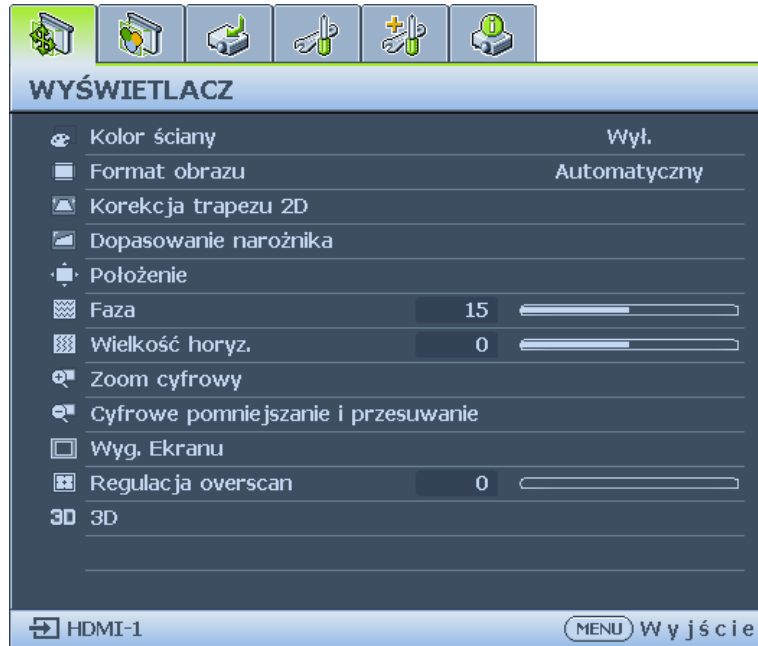 WYŚWIETLACZ
Kolor ściany Wył.
Format obrazu Automatyczny
Korekcja trapezu 2D
Dopasowanie narożnika
Położenie
Faza 15
Wielkość horyz. 0
Zoom cyfrowy
Cyfrowe pomniejszanie i przesuwanie
Wyg. Ekranu
Regulacja overscan 0
3D 3D
HDMI-1 MENU Wyjście